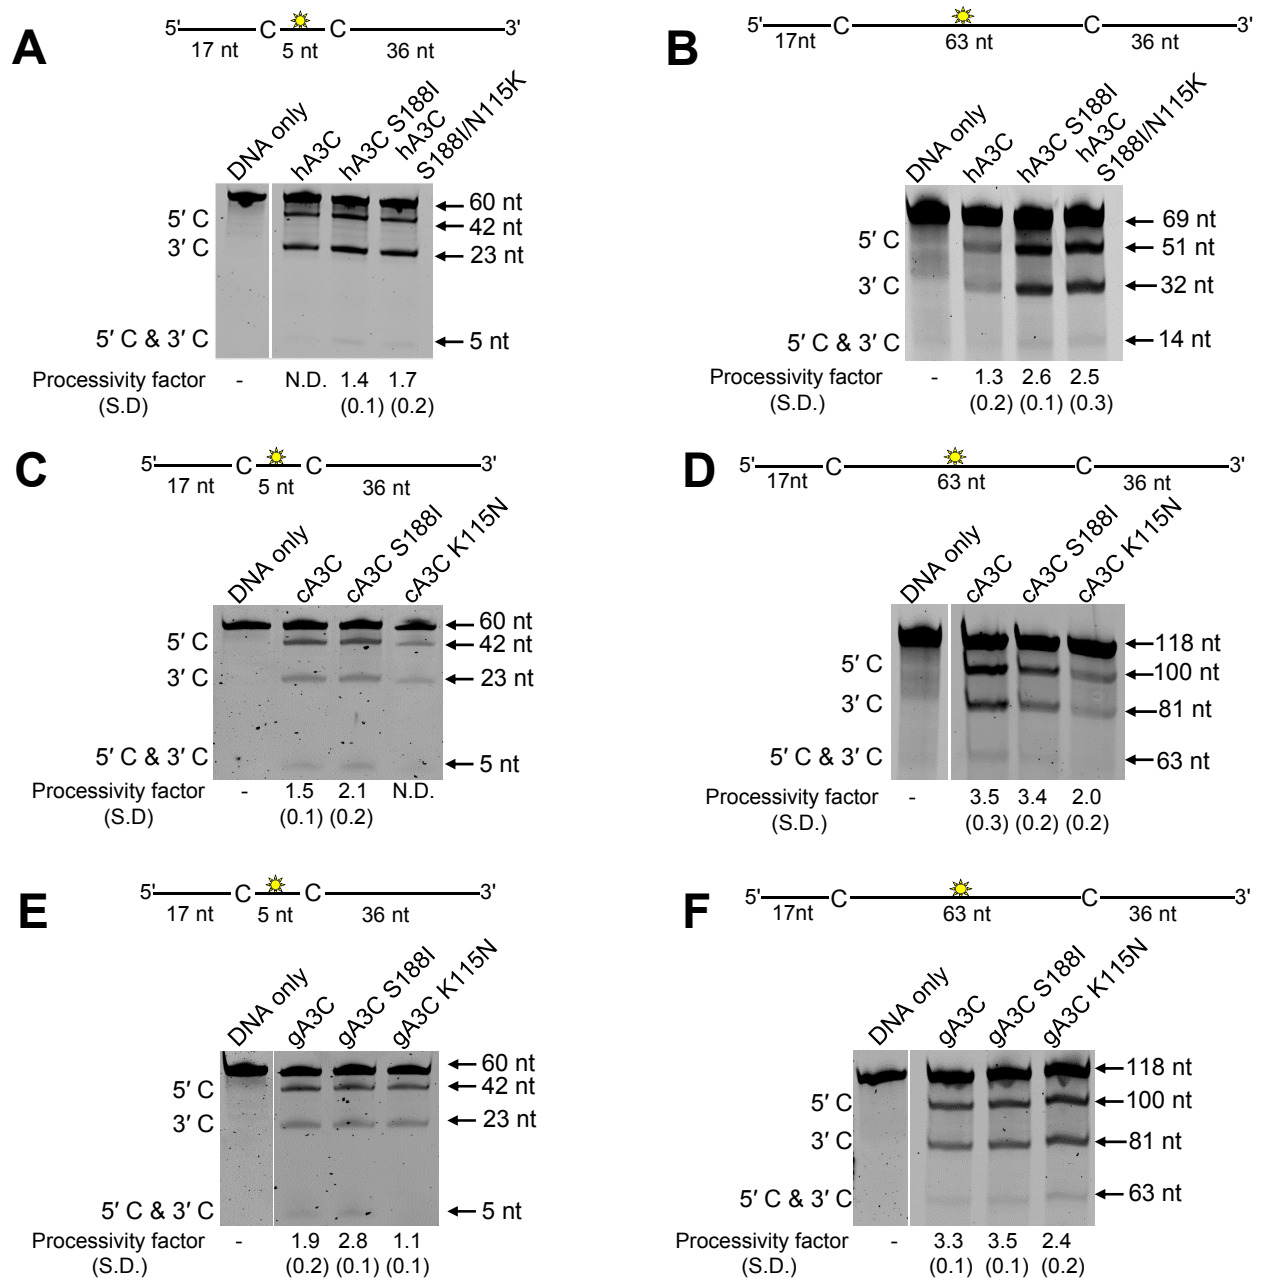 A
5' C C 3'
17 nt 5 nt 36 nt
DNA only
hA3C
hA3C S188I
hA3C
S188I/N115K
5' C
3' C
5' C & 3' C
60 nt
42 nt
23 nt
5 nt
Processivity factor - N.D. 1.4 1.7
(S.D) (0.1) (0.2)
B
5' C C 3'
17nt 63 nt 36 nt
DNA only
hA3C
hA3C S188I
hA3C
S188I/N115K
5' C
3' C
5' C & 3' C
69 nt
51 nt
32 nt
14 nt
Processivity factor - 1.3 2.6 2.5
(S.D.) (0.2) (0.1) (0.3)
C
5' C C 3'
17 nt 5 nt 36 nt
DNA only
cA3C
cA3C S188I
cA3C K115N
5' C
3' C
5' C & 3' C
60 nt
42 nt
23 nt
5 nt
Processivity factor - 1.5 2.1 N.D.
(S.D) (0.1) (0.2)
D
5' C C 3'
17nt 63 nt 36 nt
DNA only
cA3C
cA3C S188I
cA3C K115N
5' C
3' C
5' C & 3' C
118 nt
100 nt
81 nt
63 nt
Processivity factor - 3.5 3.4 2.0
(S.D.) (0.3) (0.2) (0.2)
E
5' C C 3'
17 nt 5 nt 36 nt
DNA only
gA3C
gA3C S188I
gA3C K115N
5' C
3' C
5' C & 3' C
60 nt
42 nt
23 nt
5 nt
Processivity factor - 1.9 2.8 1.1
(S.D.) (0.2) (0.1) (0.1)
F
5' C C 3'
17nt 63 nt 36 nt
DNA only
gA3C
gA3C S188I
gA3C K115N
5' C
3' C
5' C & 3' C
118 nt
100 nt
81 nt
63 nt
Processivity factor - 3.3 3.5 2.4
(S.D.) (0.1) (0.1) (0.2)